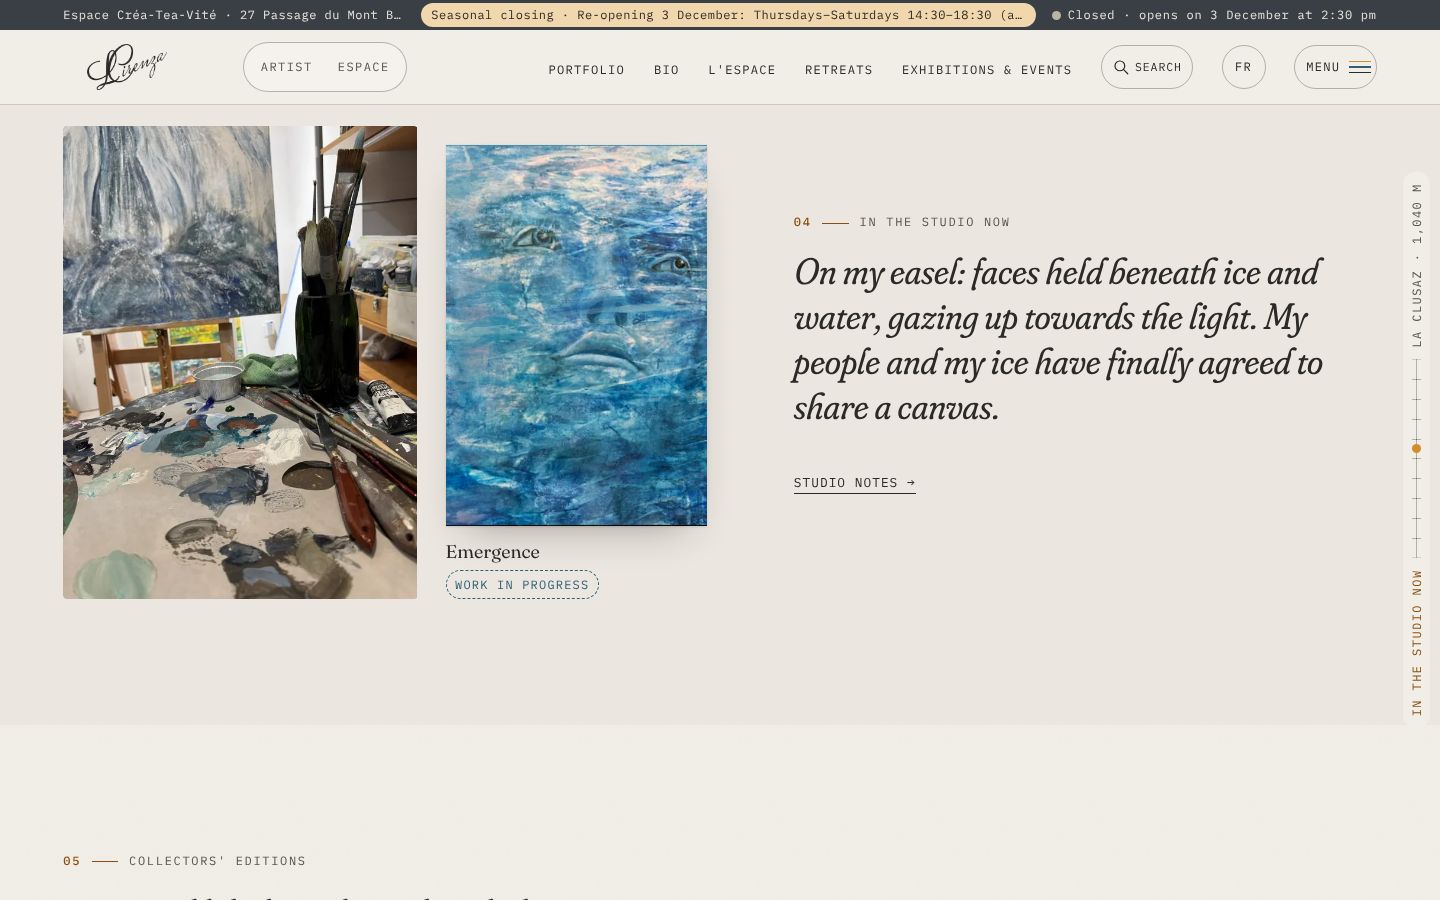 Espace Créa-Tea-Vité · 27 Passage du Mont B…
Seasonal closing · Re-opening 3 December: Thursdays–Saturdays 14:30–18:30 (a…
Closed · opens on 3 December at 2:30 pm
Lirenza
ARTIST ESPACE
PORTFOLIO BIO L'ESPACE RETREATS EXHIBITIONS & EVENTS
SEARCH
FR
MENU
04 IN THE STUDIO NOW
On my easel: faces held beneath ice and
water, gazing up towards the light. My
people and my ice have finally agreed to
share a canvas.
STUDIO NOTES →
Emergence
WORK IN PROGRESS
LA CLUSAZ · 1,040 M
IN THE STUDIO NOW
05 COLLECTORS' EDITIONS